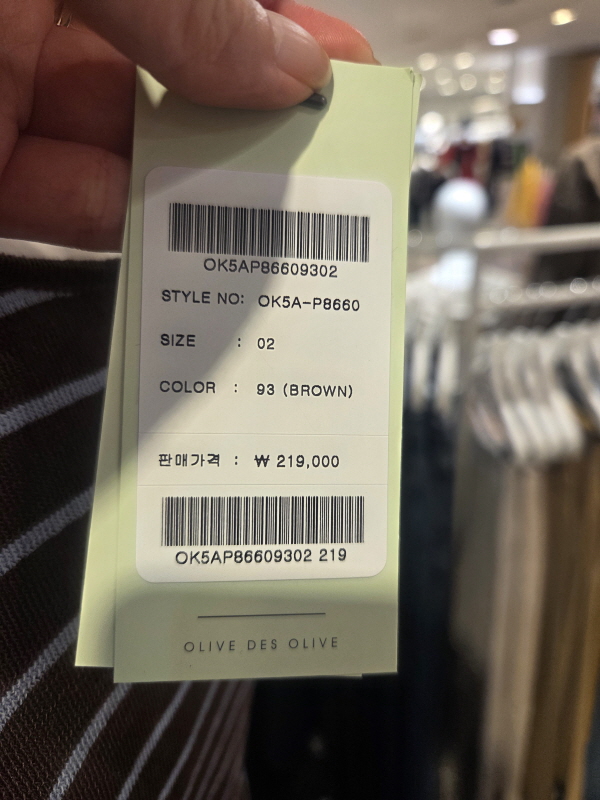 OK5AP86609302
STYLE NO: OK5A-P8660
SIZE : 02
COLOR : 93 (BROWN)
판매가격 : ₩ 219,000
OK5AP86609302 219
OLIVE DES OLIVE